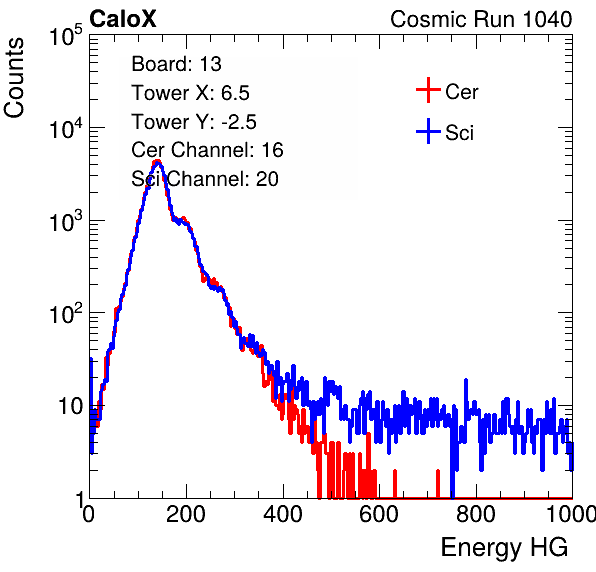 CaloX
Cosmic Run 1040
Counts
Board: 13
Tower X: 6.5
Tower Y: -2.5
Cer Channel: 16
Sci Channel: 20
Cer
Sci
10^5
10^4
10^3
10^2
10
1
0 200 400 600 800 1000
Energy HG